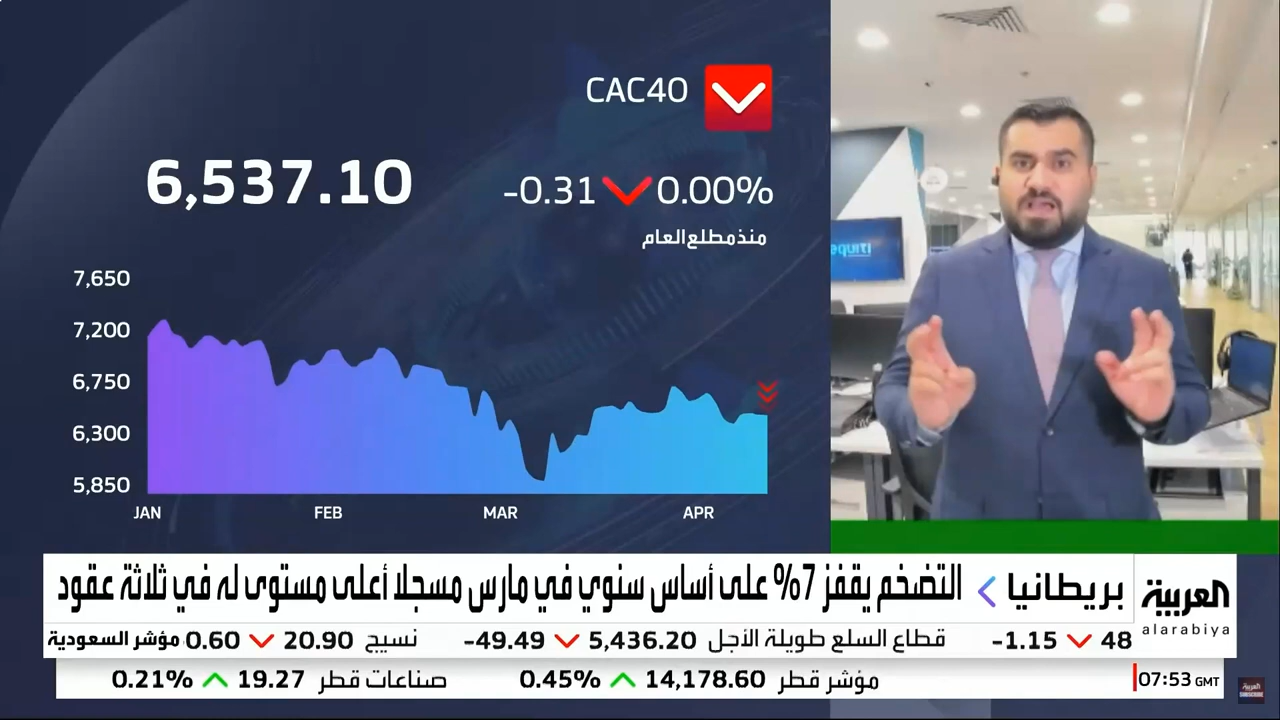 CAC40
6,537.10
-0.31 0.00%
منذ مطلع العام
7,650
7,200
6,750
6,300
5,850
JAN FEB MAR APR
equiti
العربية
alarabiya
بريطانيا
التضخم يقفز 7% على أساس سنوي في مارس مسجلا أعلى مستوى له في ثلاثة عقود
48 -1.15 قطاع السلع طويلة الأجل 5,436.20 -49.49 نسيج 20.90 0.60 مؤشر السعودية
07:53 GMT
مؤشر قطر 14,178.60 0.45% صناعات قطر 19.27 0.21%
العربية
SUBSCRIBE